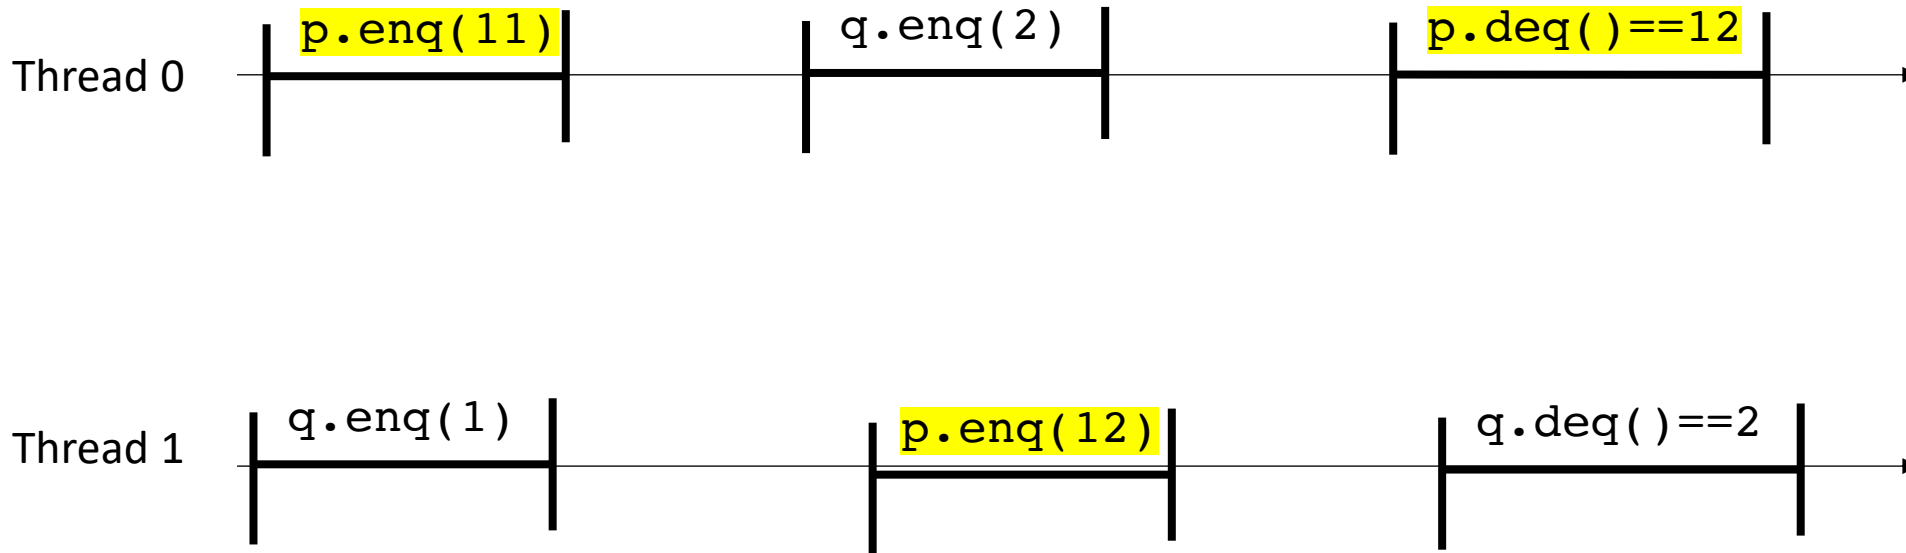 Thread 0 p.enq(11) q.enq(2) p.deq()==12
Thread 1 q.enq(1) p.enq(12) q.deq()==2